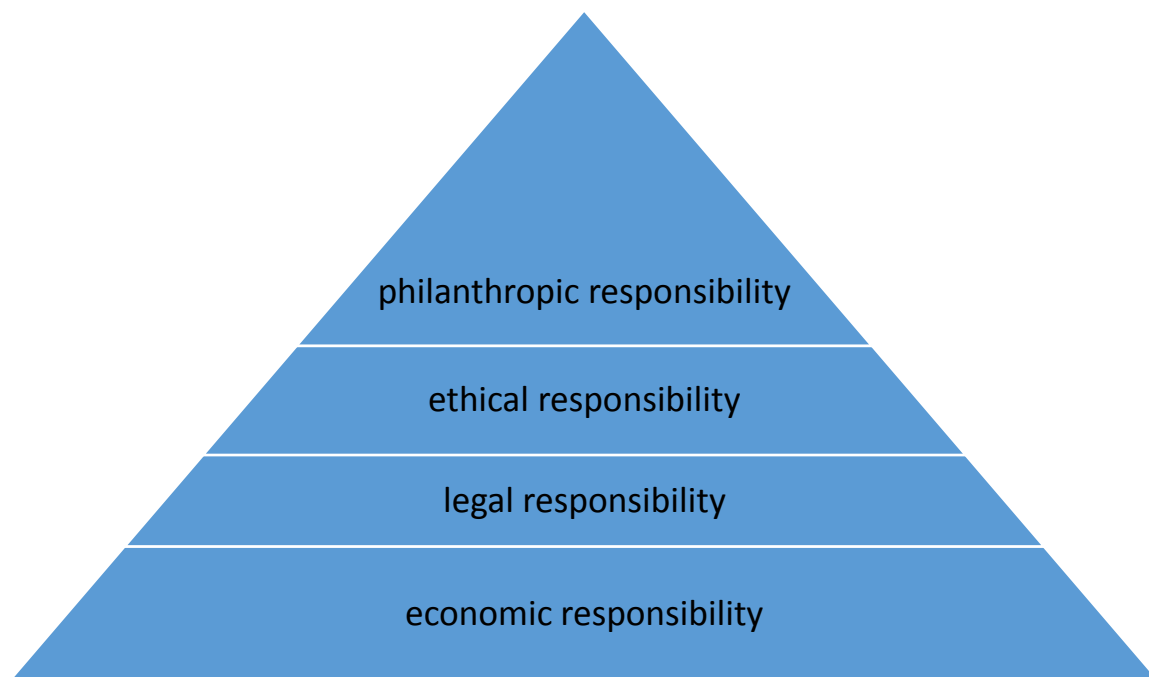 philanthropic responsibility
ethical responsibility
legal responsibility
economic responsibility